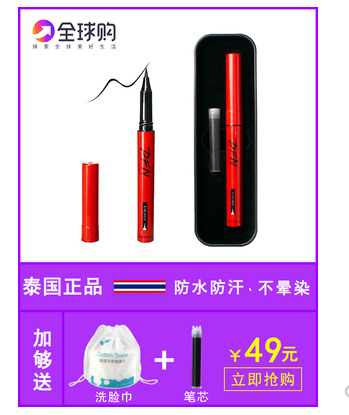 全球购
探索全球美好生活
DFN
泰国正品
防水防汗、不晕染
加
够
送
Cotton Towel
洗脸巾
+
笔芯
¥49元
立即抢购